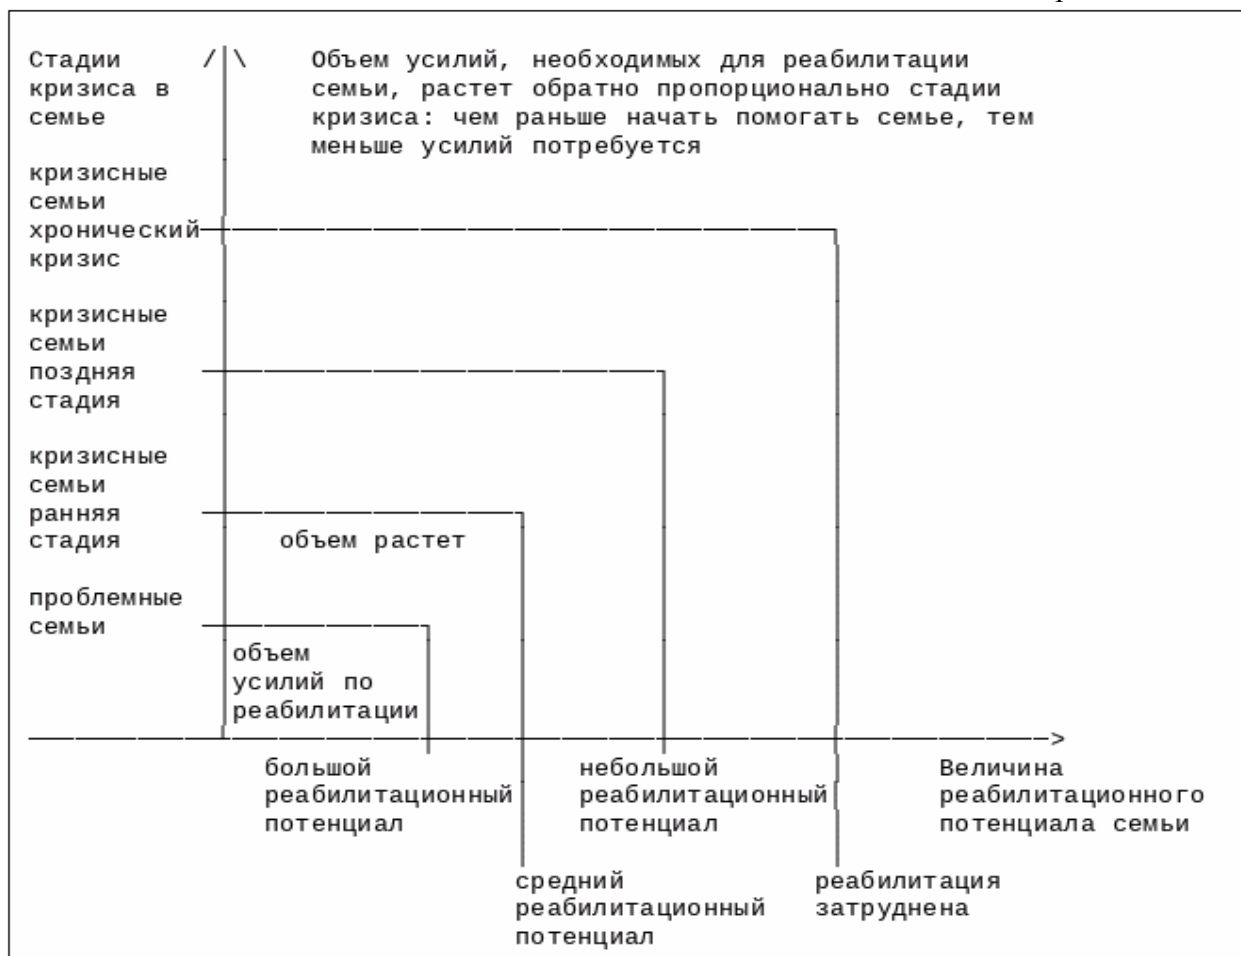 Стадии
кризиса в
семье
Объем усилий, необходимых для реабилитации
семьи, растет обратно пропорционально стадии
кризиса: чем раньше начать помогать семье, тем
меньше усилий потребуется
кризисные
семьи
хронический
кризис
кризисные
семьи
поздняя
стадия
кризисные
семьи
ранняя
стадия
объем растет
проблемные
семьи
объем
усилий по
реабилитации
большой
реабилитационный
потенциал
небольшой
реабилитационный
потенциал
Величина
реабилитационного
потенциала семьи
средний
реабилитационный
потенциал
реабилитация
затруднена